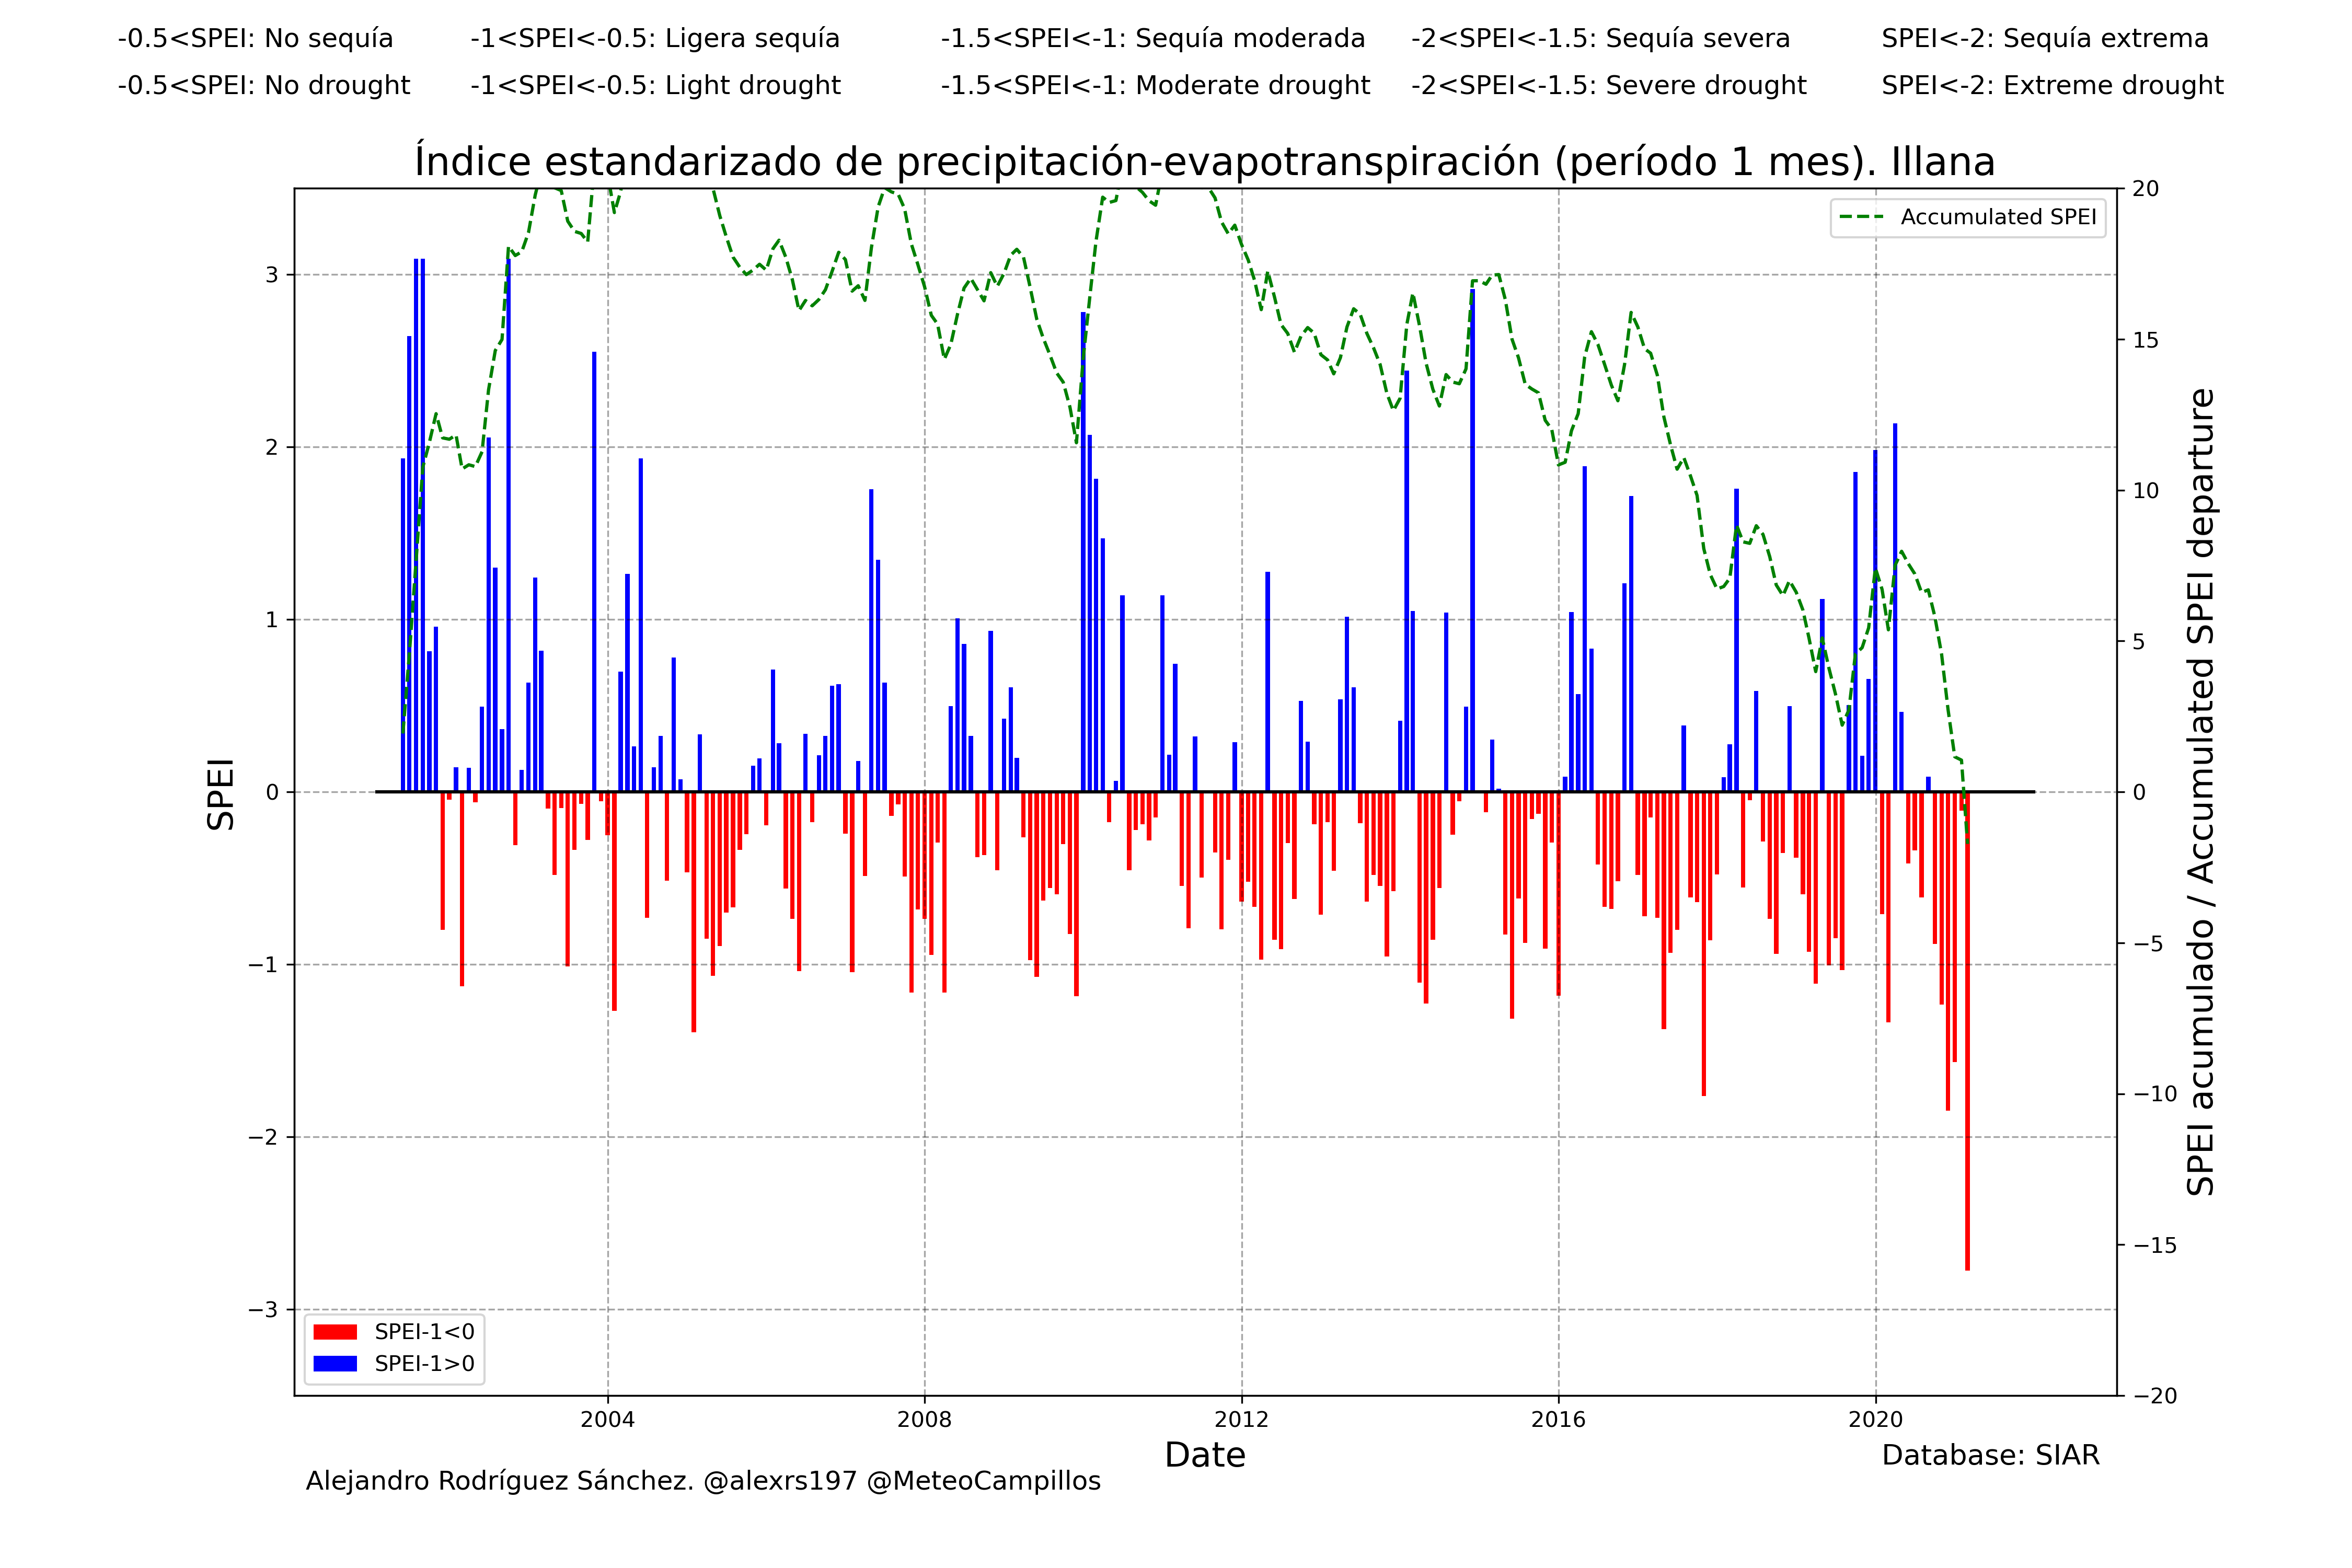 -0.5<SPEI: No sequía -1<SPEI<-0.5: Ligera sequía -1.5<SPEI<-1: Sequía moderada -2<SPEI<-1.5: Sequía severa SPEI<-2: Sequía extrema
-0.5<SPEI: No drought -1<SPEI<-0.5: Light drought -1.5<SPEI<-1: Moderate drought -2<SPEI<-1.5: Severe drought SPEI<-2: Extreme drought
Índice estandarizado de precipitación-evapotranspiración (período 1 mes). Illana
Accumulated SPEI
SPEI
3
2
1
0
−1
−2
−3
20
15
10
5
0
−5
−10
−15
−20
SPEI acumulado / Accumulated SPEI departure
SPEI-1<0
SPEI-1>0
2004 2008 2012 2016 2020
Date
Database: SIAR
Alejandro Rodríguez Sánchez. @alexrs197 @MeteoCampillos